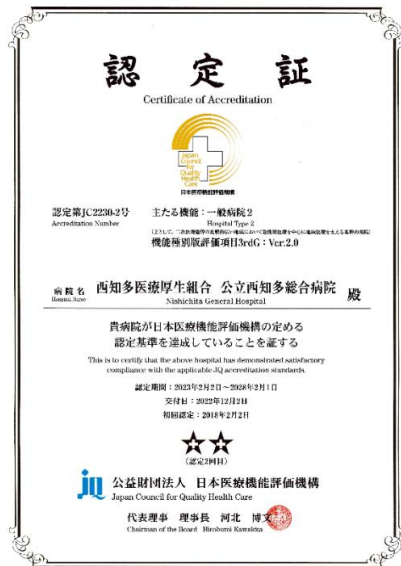 認定証
Certificate of Accreditation
Japan
Council
for
Quality
Health
Care
日本医療機能評価機構
認定第JC2230-2号
Accreditation Number
主たる機能：一般病院2
Hospital Type 2
機能種別版評価項目3rdG：Ver.2.0
病院名 西知多医療厚生組合 公立西知多総合病院 殿
Hospital Name
Nishichita General Hospital
貴病院が日本医療機能評価機構の定める
認定基準を達成していることを証する
This is to certify that the above hospital has demonstrated satisfactory
compliance with the applicable JQ accreditation standards.
認定期間：2023年2月2日～2028年2月1日
交付日：2022年12月2日
初回認定：2018年2月2日
（認定2回目）
jq 公益財団法人 日本医療機能評価機構
Japan Council for Quality Health Care
代表理事 理事長 河北 博文
Chairman of the Board Hirobumi Kawakita